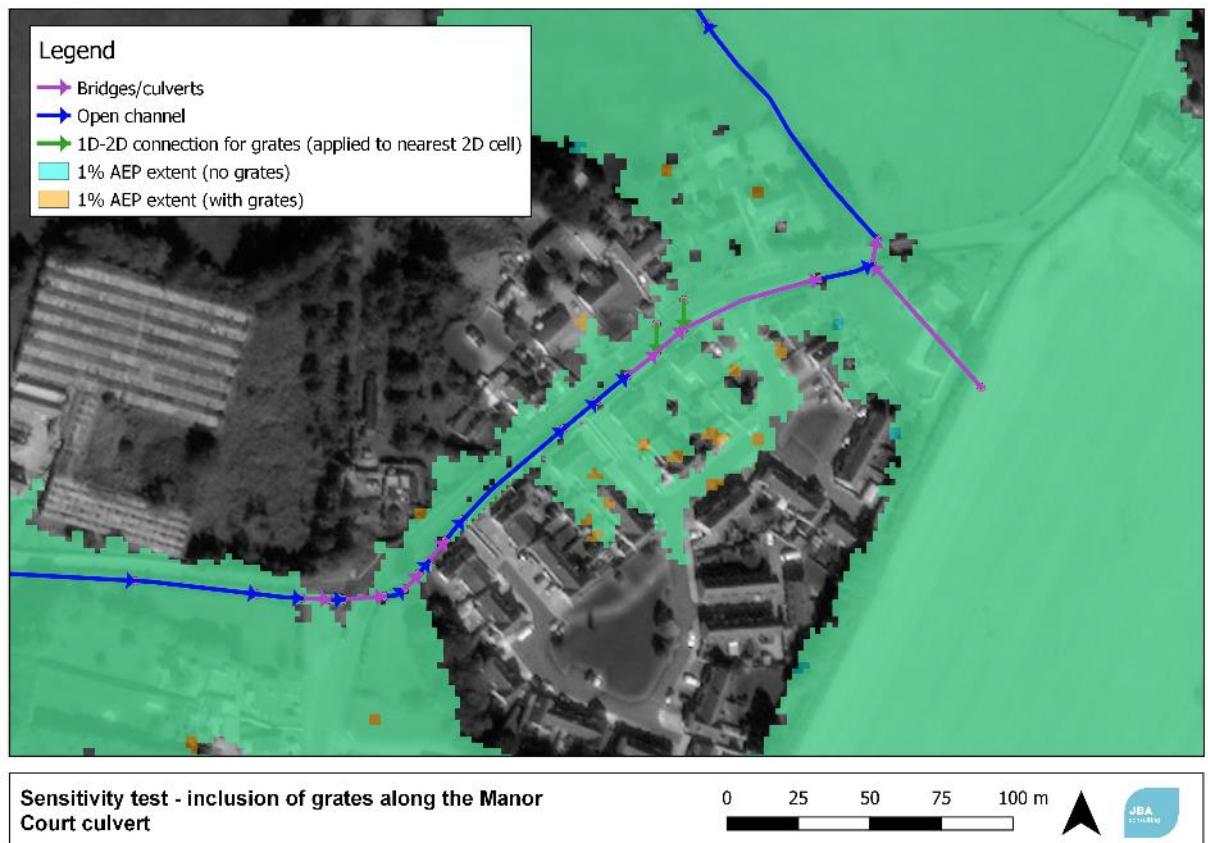 Legend
Bridges/culverts
Open channel
1D-2D connection for grates (applied to nearest 2D cell)
1% AEP extent (no grates)
1% AEP extent (with grates)
Sensitivity test - inclusion of grates along the Manor
Court culvert
0 25 50 75 100 m
JBA
consulting